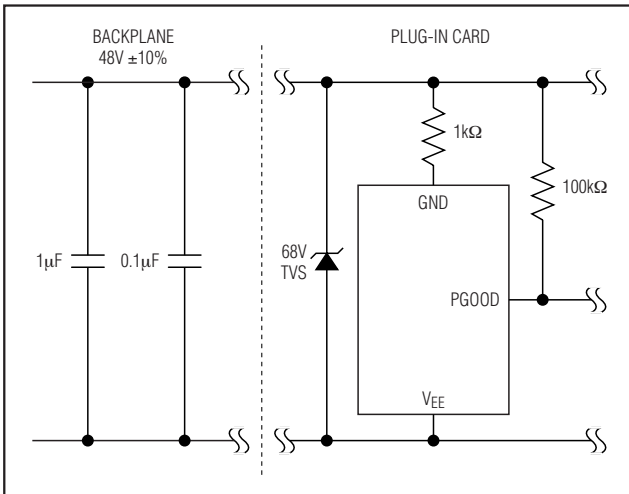 BACKPLANE
48V ±10%
PLUG-IN CARD
1kΩ
GND
100kΩ
1µF
0.1µF
68V
TVS
PGOOD
VEE